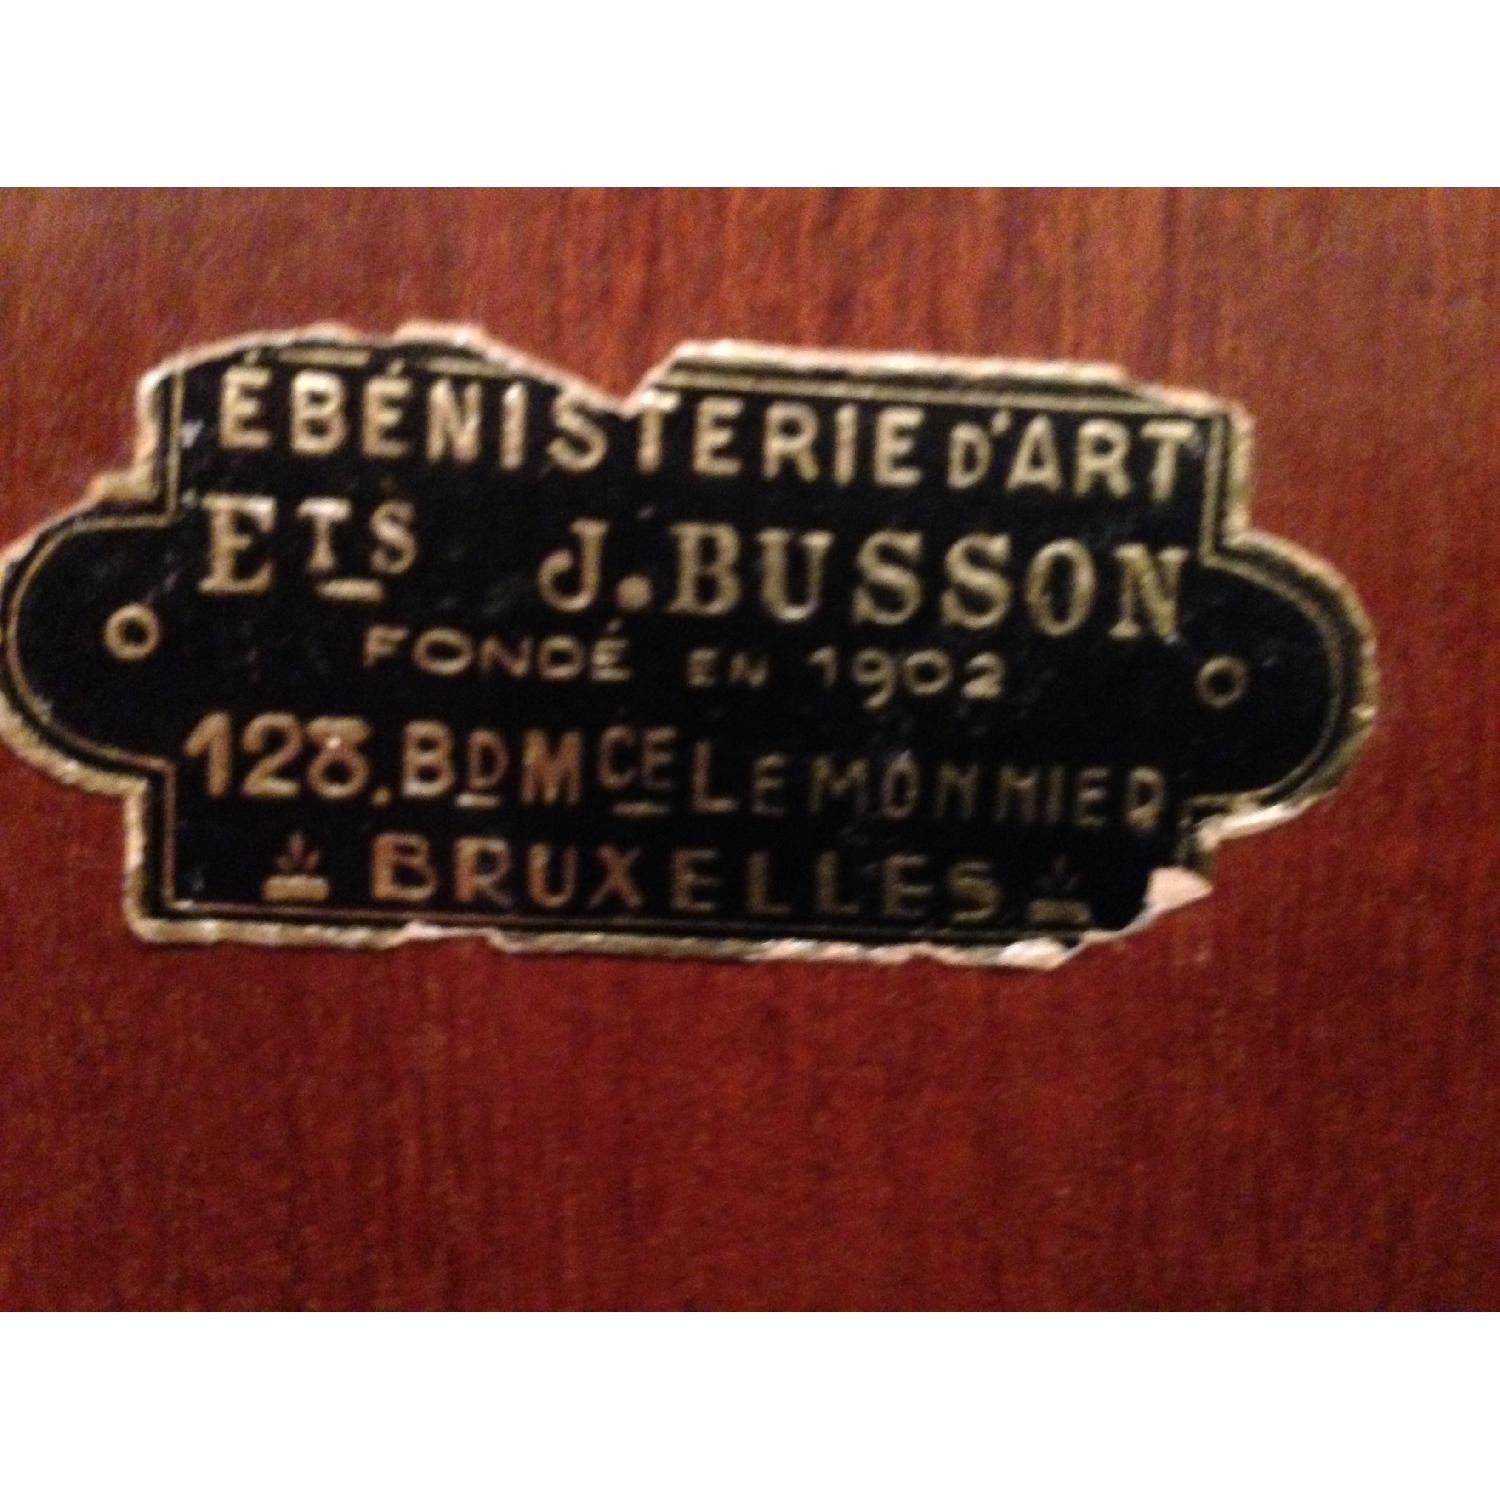 ÉBÉNISTERIE D'ART
ETS J. BUSSON
FONDÉ EN 1902
128. BD MCE LEMONNIER
BRUXELLES